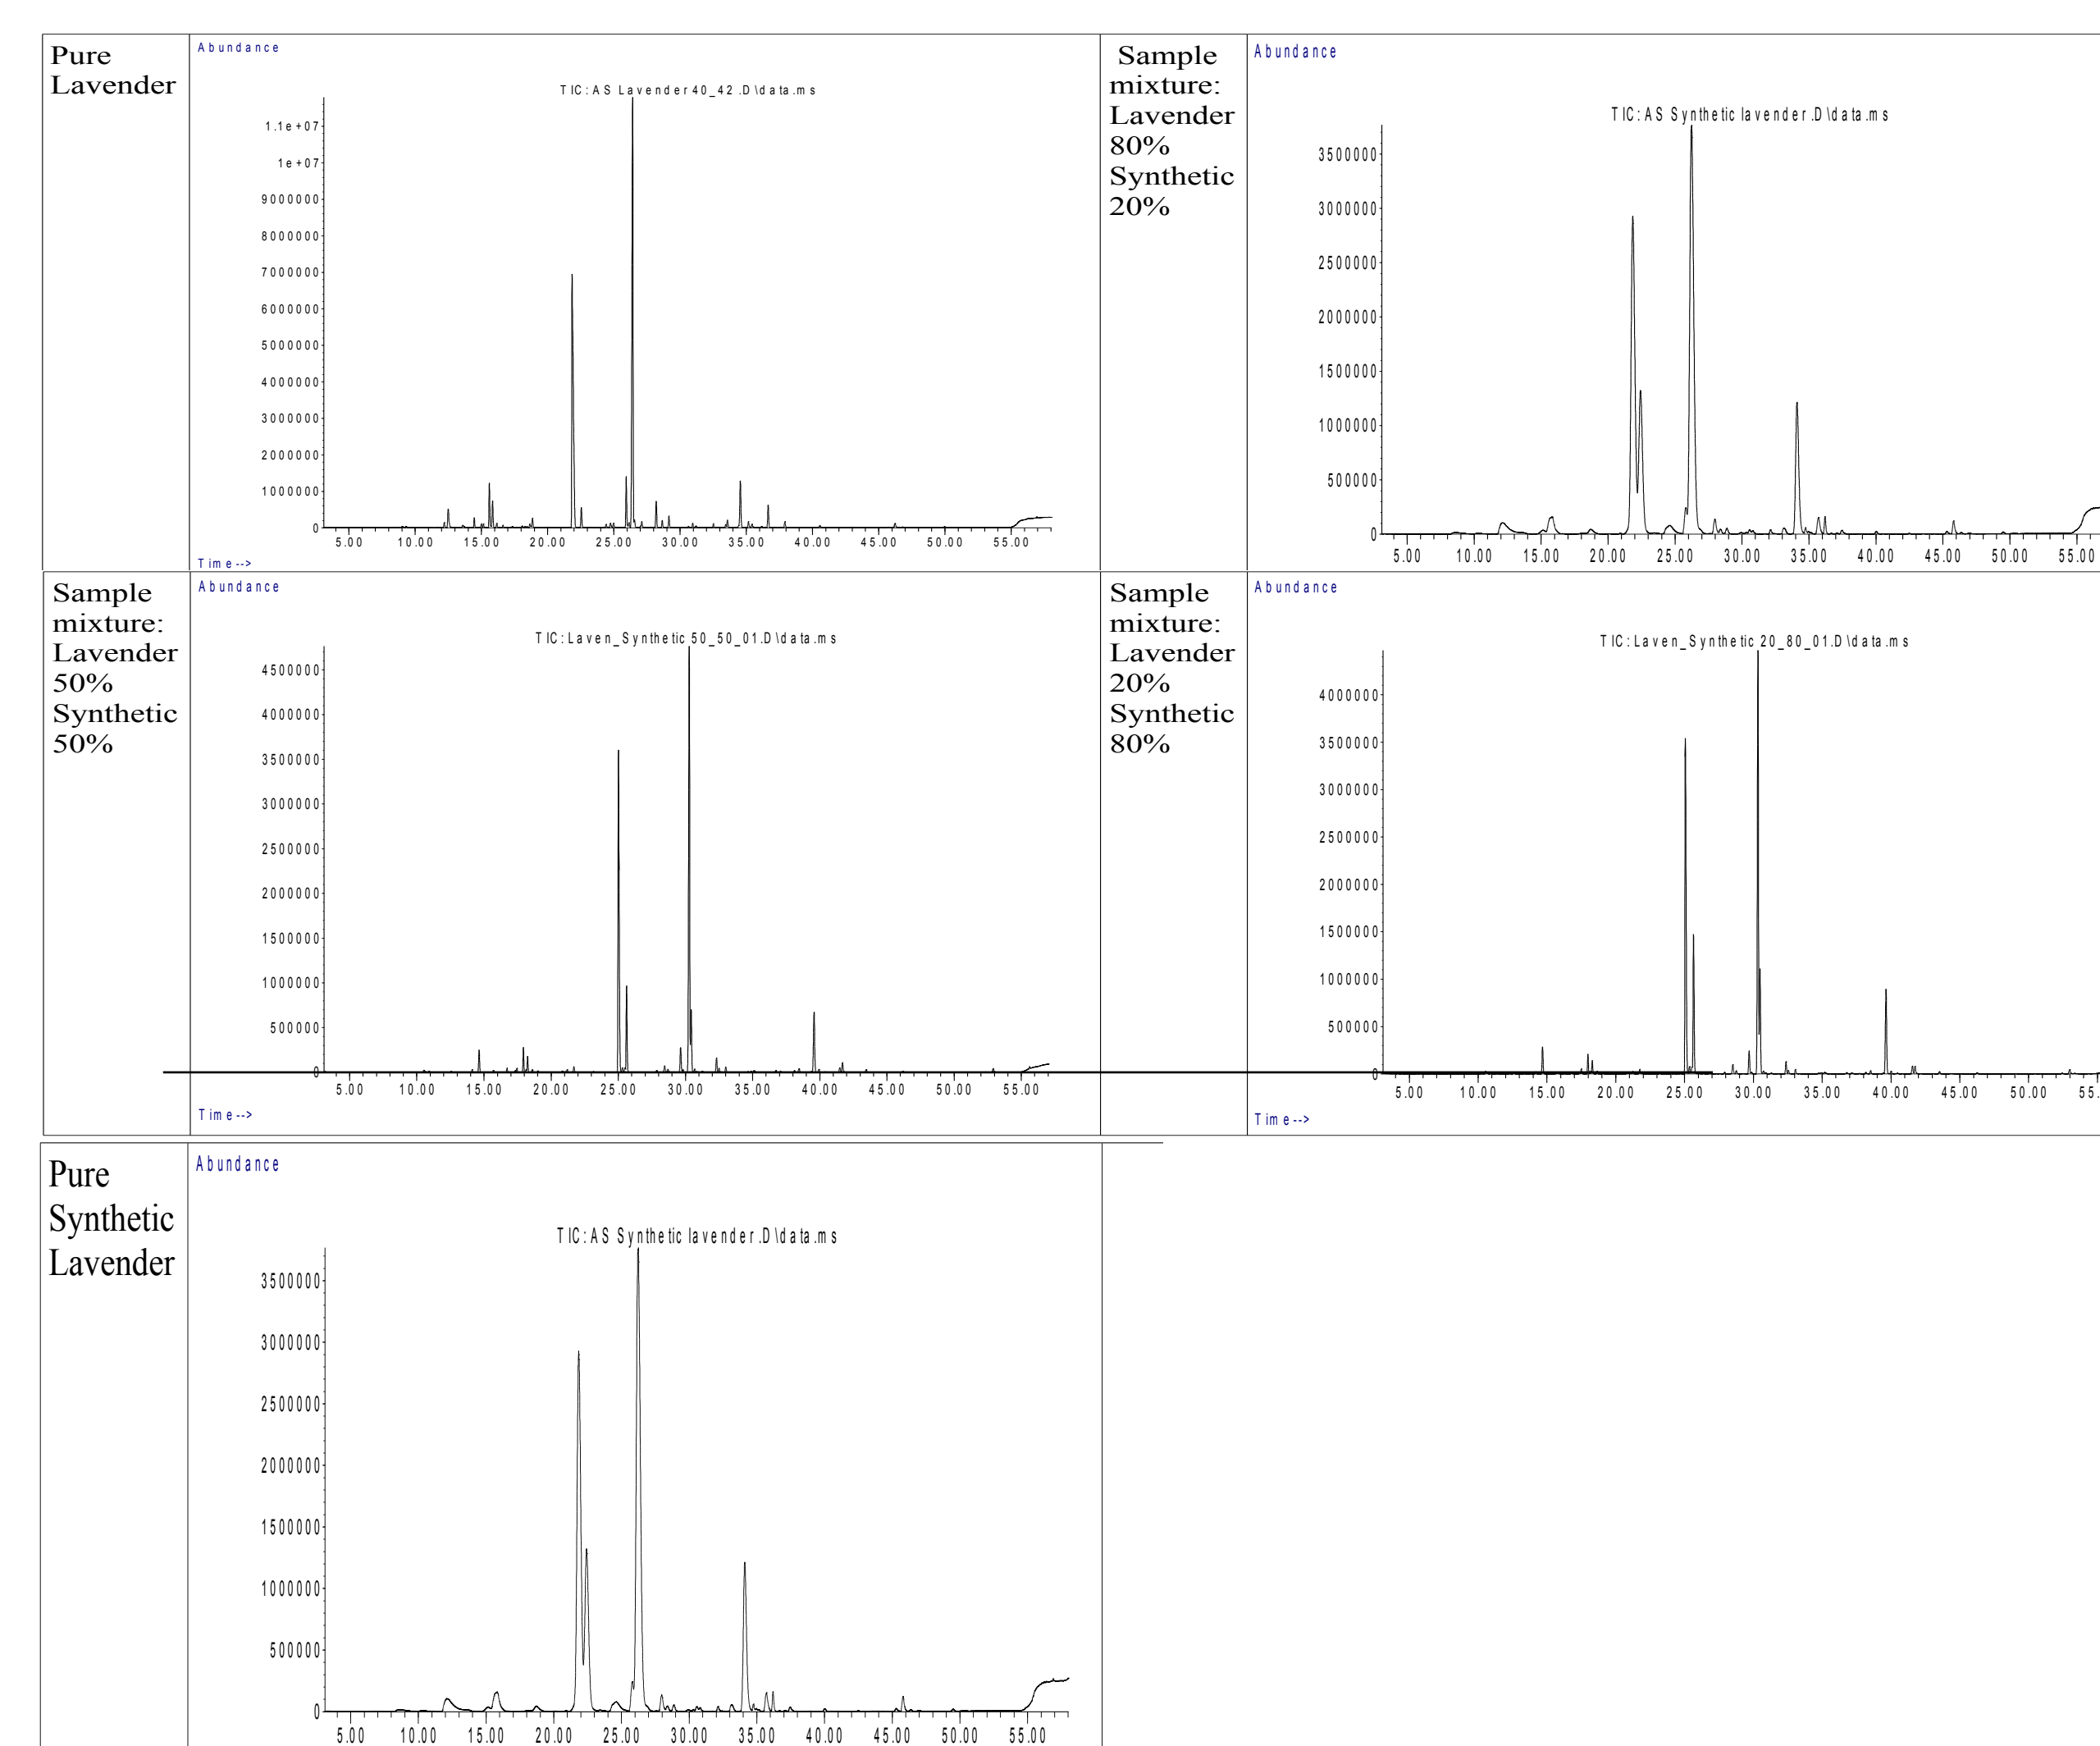 Pure
Lavender
Abundance
TIC: AS Lavender 40_42 .D\data.ms
1.1e+07
1e+07
9000000
8000000
7000000
6000000
5000000
4000000
3000000
2000000
1000000
0
5.00 10.00 15.00 20.00 25.00 30.00 35.00 40.00 45.00 50.00 55.00
Time-->
Sample
mixture:
Lavender
80%
Synthetic
20%
Abundance
TIC: AS Synthetic lavender .D\data.ms
3500000
3000000
2500000
2000000
1500000
1000000
500000
0
5.00 10.00 15.00 20.00 25.00 30.00 35.00 40.00 45.00 50.00 55.00
Sample
mixture:
Lavender
50%
Synthetic
50%
Abundance
TIC: Laven_Synthetic 50_50_01.D\data.ms
4500000
4000000
3500000
3000000
2500000
2000000
1500000
1000000
500000
0
5.00 10.00 15.00 20.00 25.00 30.00 35.00 40.00 45.00 50.00 55.00
Time-->
Sample
mixture:
Lavender
20%
Synthetic
80%
Abundance
TIC: Laven_Synthetic 20_80_01.D\data.ms
4000000
3500000
3000000
2500000
2000000
1500000
1000000
500000
0
5.00 10.00 15.00 20.00 25.00 30.00 35.00 40.00 45.00 50.00 55.
Time-->
Pure
Synthetic
Lavender
Abundance
TIC: AS Synthetic lavender .D\data.ms
3500000
3000000
2500000
2000000
1500000
1000000
500000
0
5.00 10.00 15.00 20.00 25.00 30.00 35.00 40.00 45.00 50.00 55.00